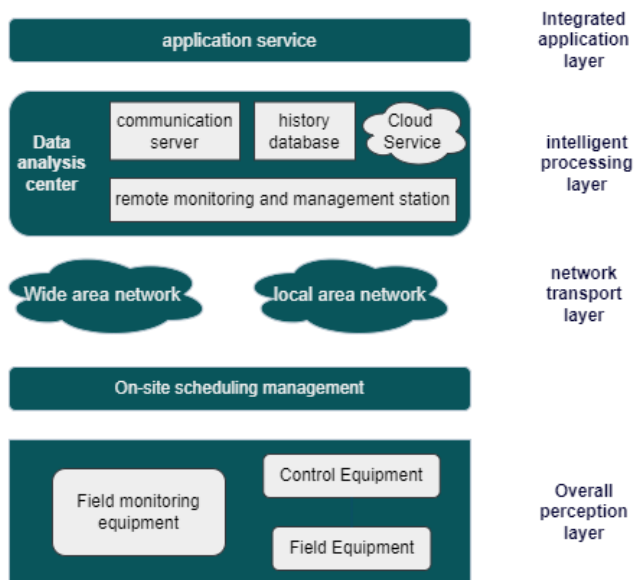 application service
Integrated
application
layer
Data
analysis
center
communication
server
history
database
Cloud
Service
remote monitoring and management station
intelligent
processing
layer
Wide area network
local area network
network
transport
layer
On-site scheduling management
Field monitoring
equipment
Control Equipment
Field Equipment
Overall
perception
layer